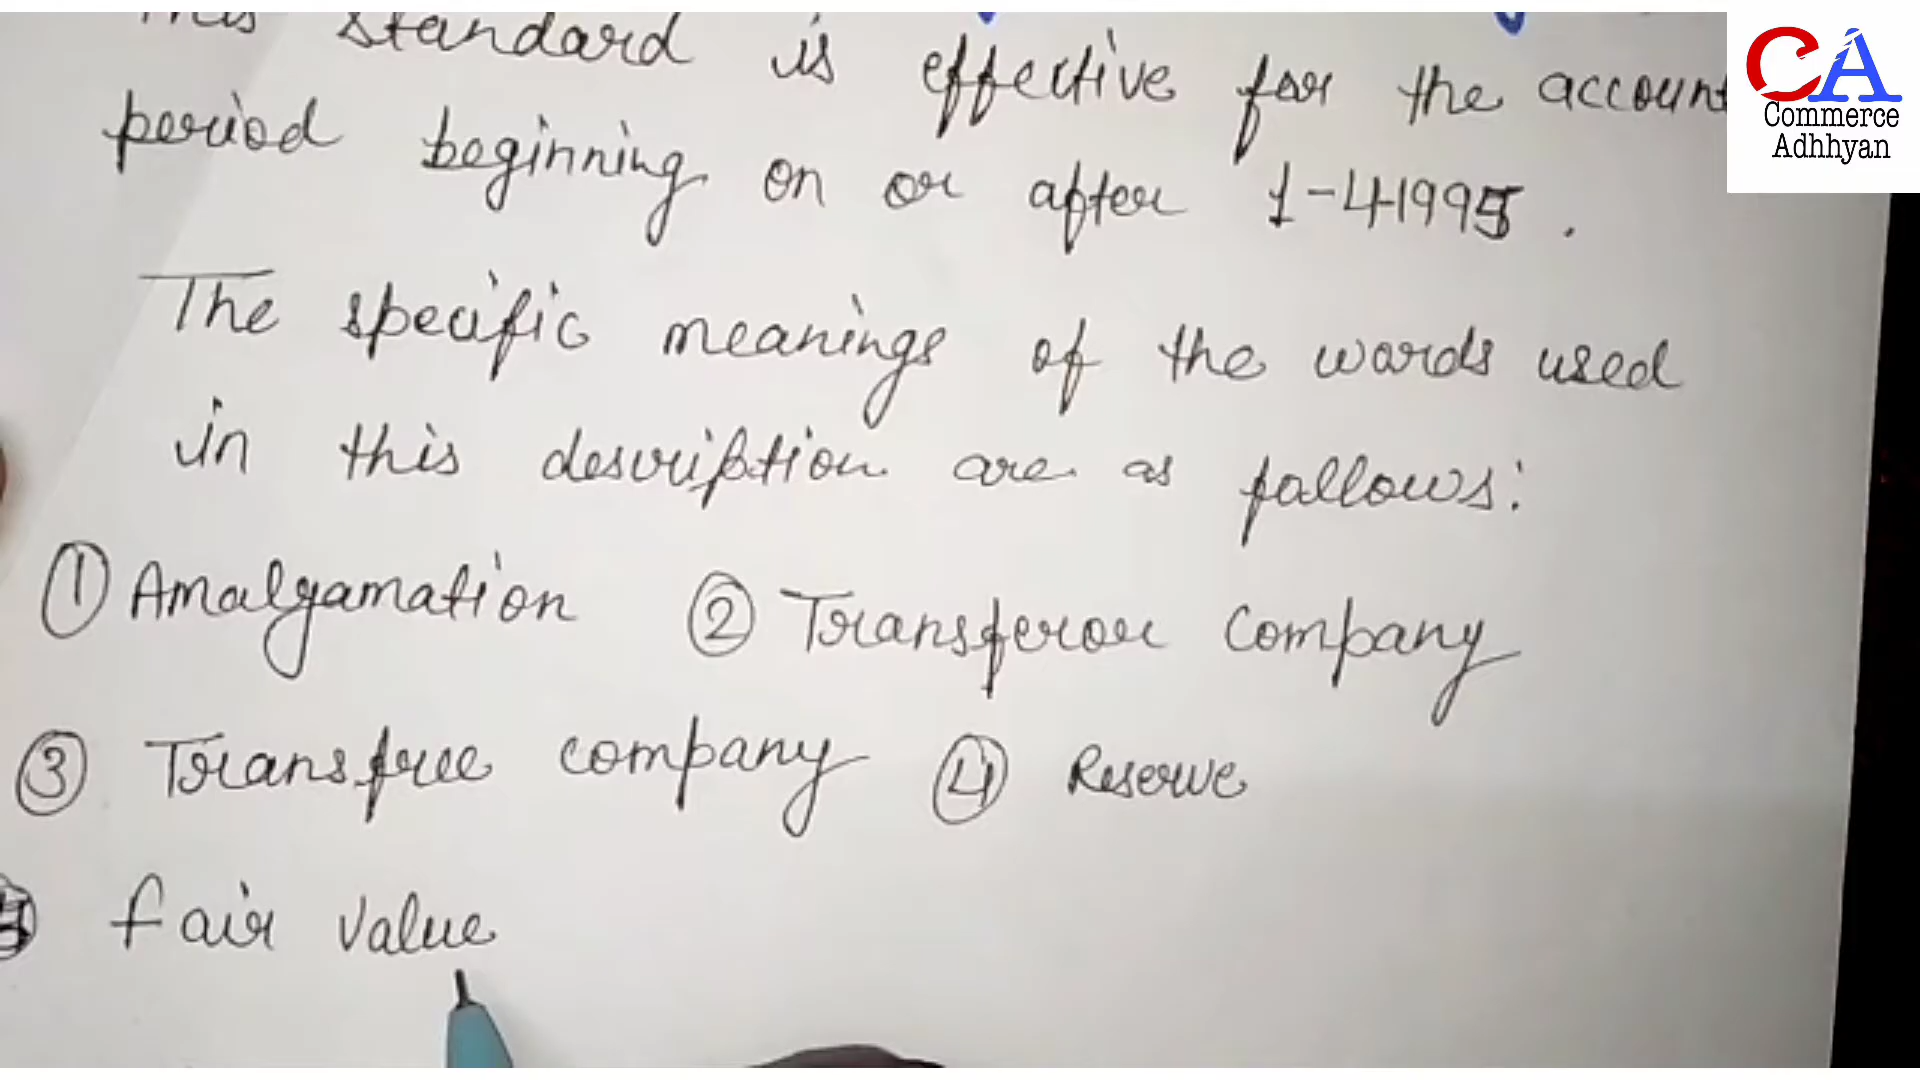 This standard is effective for the account
period beginning on or after 1-4-1995.
The specific meanings of the words used
in this description are as follows:
① Amalgamation ② Transferor Company
③ Transfree company ④ Reserve
fair value
CA
Commerce
Adhhyan